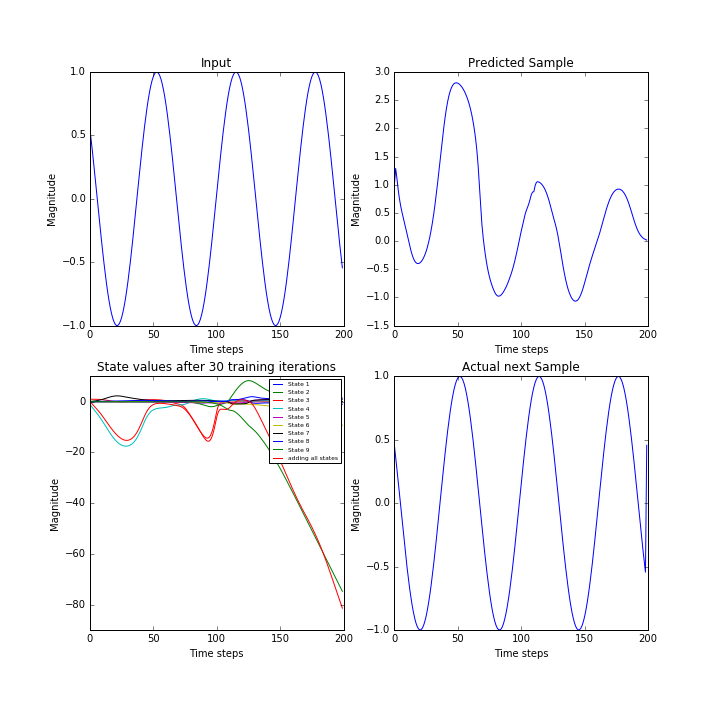 Input
1.0
0.5
0.0
−0.5
−1.0
Magnitude
0 50 100 150 200
Time steps
Predicted Sample
3.0
2.5
2.0
1.5
1.0
0.5
0.0
−0.5
−1.0
−1.5
Magnitude
0 50 100 150 200
Time steps
State values after 30 training iterations
0
−20
−40
−60
−80
Magnitude
State 1
State 2
State 3
State 4
State 5
State 6
State 7
State 8
State 9
adding all states
0 50 100 150 200
Time steps
Actual next Sample
1.0
0.5
0.0
−0.5
−1.0
Magnitude
0 50 100 150 200
Time steps